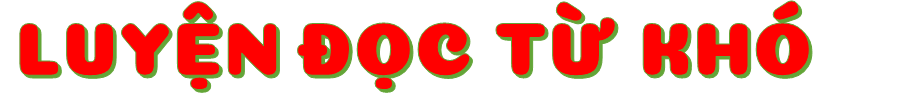 LUYỆN ĐỌC TỪ KHÓ